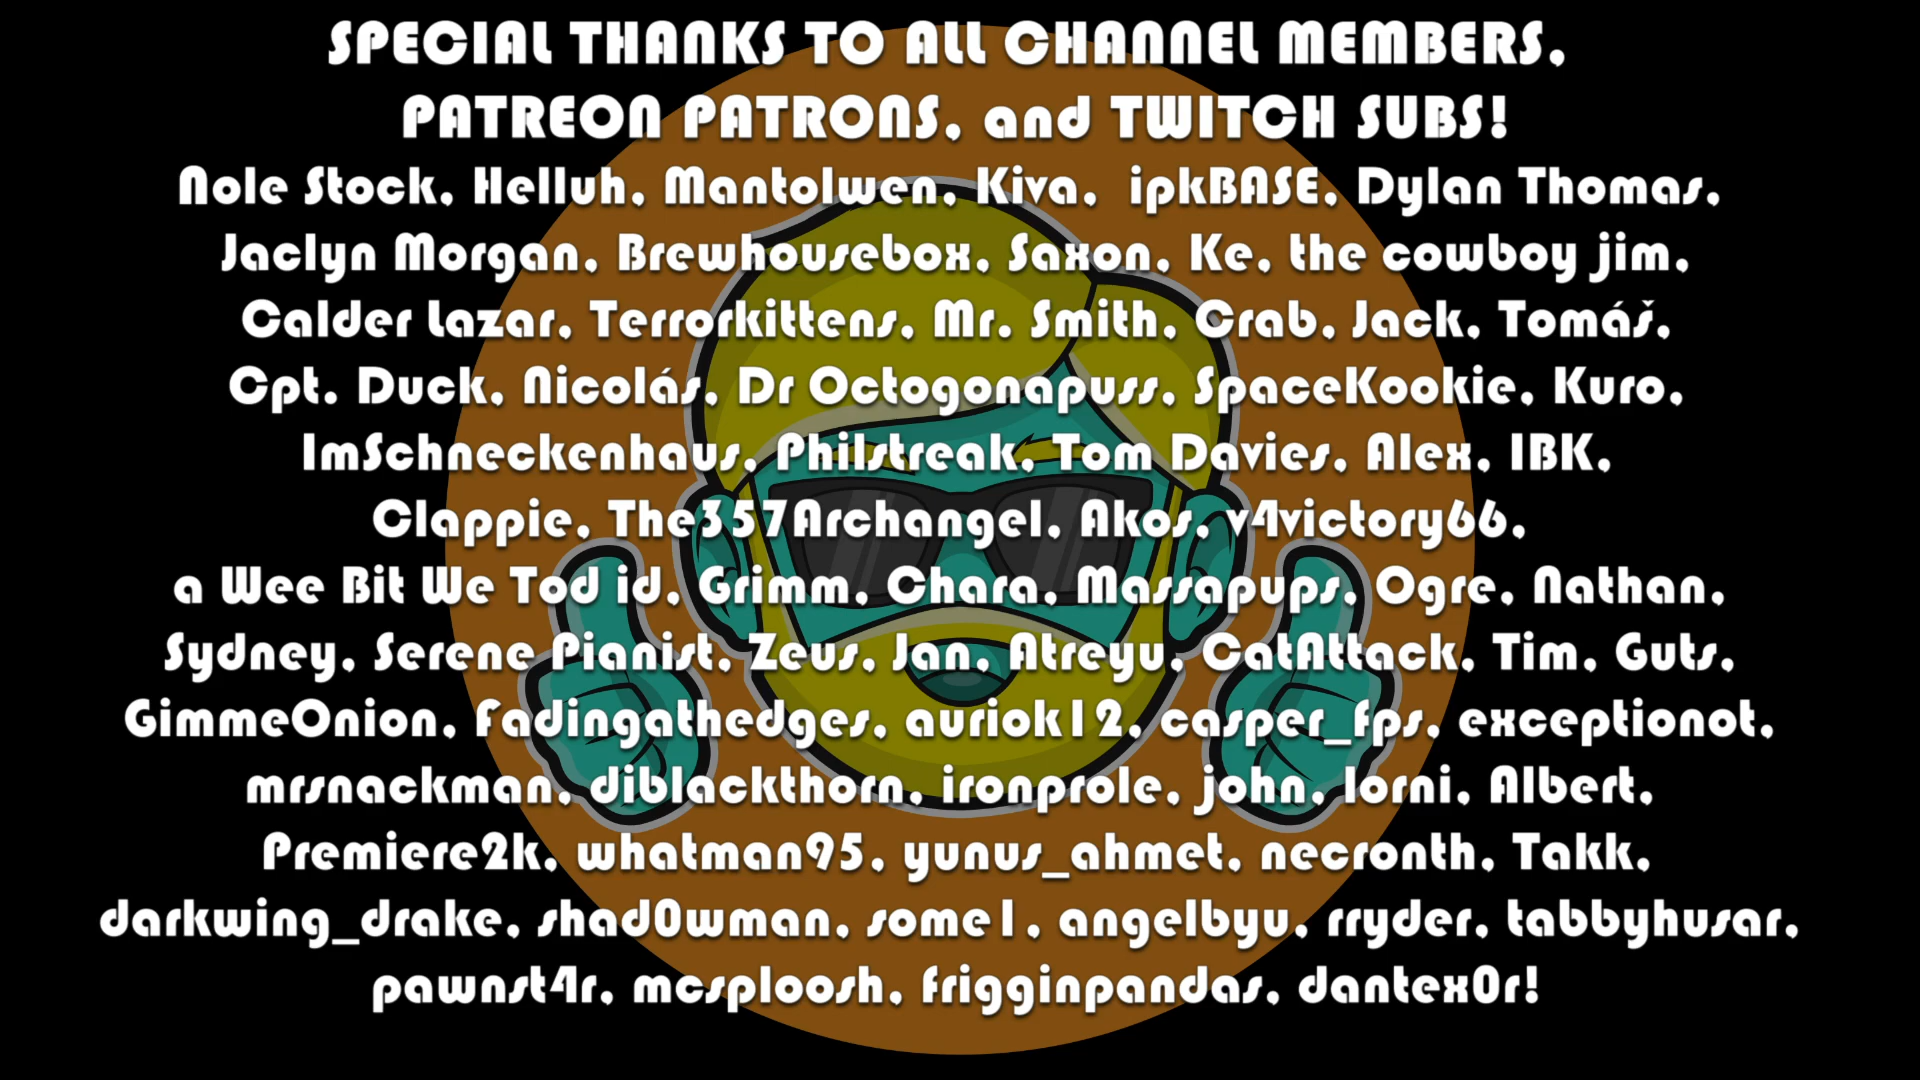 SPECIAL THANKS TO ALL CHANNEL MEMBERS,
PATREON PATRONS, and TWITCH SUBS!
Nole Stock, Helluh, Mantolwen, Kiva, ipkBASE, Dylan Thomas,
Jaclyn Morgan, Brewhousebox, Saxon, Ke, the cowboy jim,
Calder Lazar, Terrorkittens, Mr. Smith, Crab, Jack, Tomáš,
Cpt. Duck, Nicolás, Dr Octogonapuss, SpaceKookie, Kuro,
ImSchneckenhaus, Philstreak, Tom Davies, Alex, IBK,
Clappie, The357Archangel, Akos, v4victory66,
a Wee Bit We Tod id, Grimm, Chara, Massapups, Ogre, Nathan,
Sydney, Serene Pianist, Zeus, Jan, Atreyu, CatAttack, Tim, Guts,
GimmeOnion, Fadingathedges, auriok12, casper_fps, exceptionot,
mrsnackman, djblackthorn, ironprole, john, lorni, Albert,
Premiere2k, whatman95, yunus_ahmet, necronth, Takk,
darkwing_drake, shad0wman, some1, angelbyu, rryder, tabbyhusar,
pawnst4r, mcsploosh, frigginpandas, dantex0r!